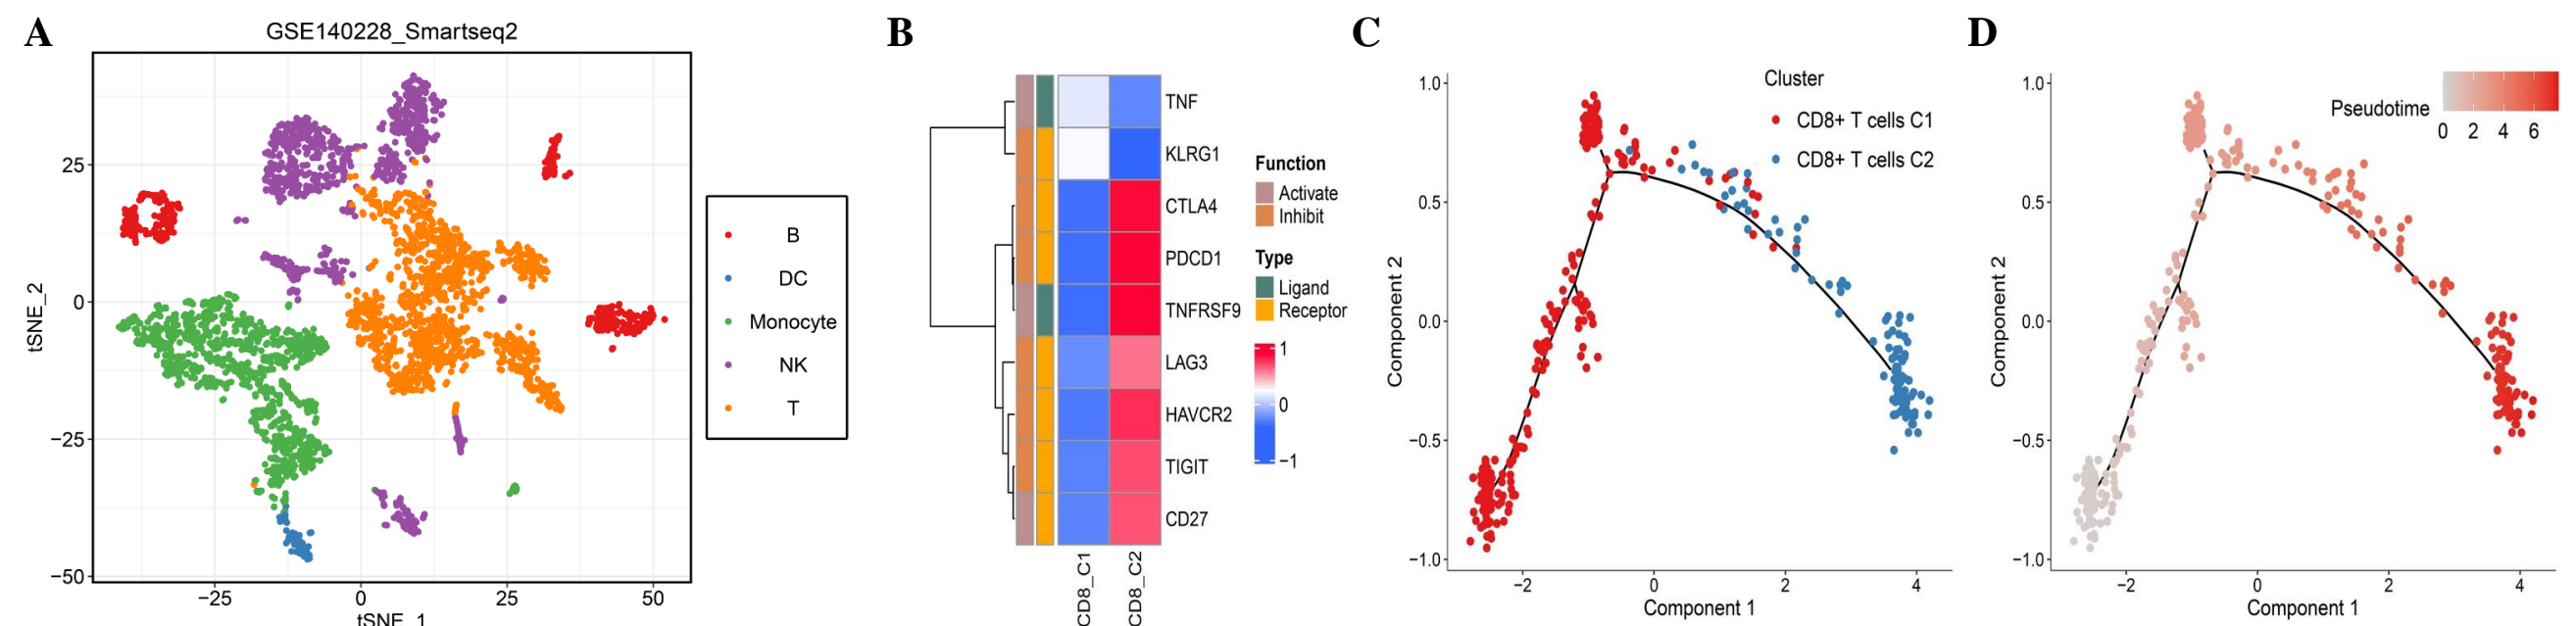 A
GSE140228_Smartseq2
25
0
−25
−50
−25
0
25
50
tSNE_2
tSNE_1
B
DC
Monocyte
NK
T
B
TNF
KLRG1
CTLA4
PDCD1
TNFRSF9
LAG3
HAVCR2
TIGIT
CD27
CD8_C1
CD8_C2
Function
Activate
Inhibit
Type
Ligand
Receptor
1
0
−1
C
Cluster
CD8+ T cells C1
CD8+ T cells C2
1.0
0.5
0.0
−0.5
−1.0
−2
0
2
4
Component 2
Component 1
D
Pseudotime
0 2 4 6
1.0
0.5
0.0
−0.5
−1.0
−2
0
2
4
Component 2
Component 1